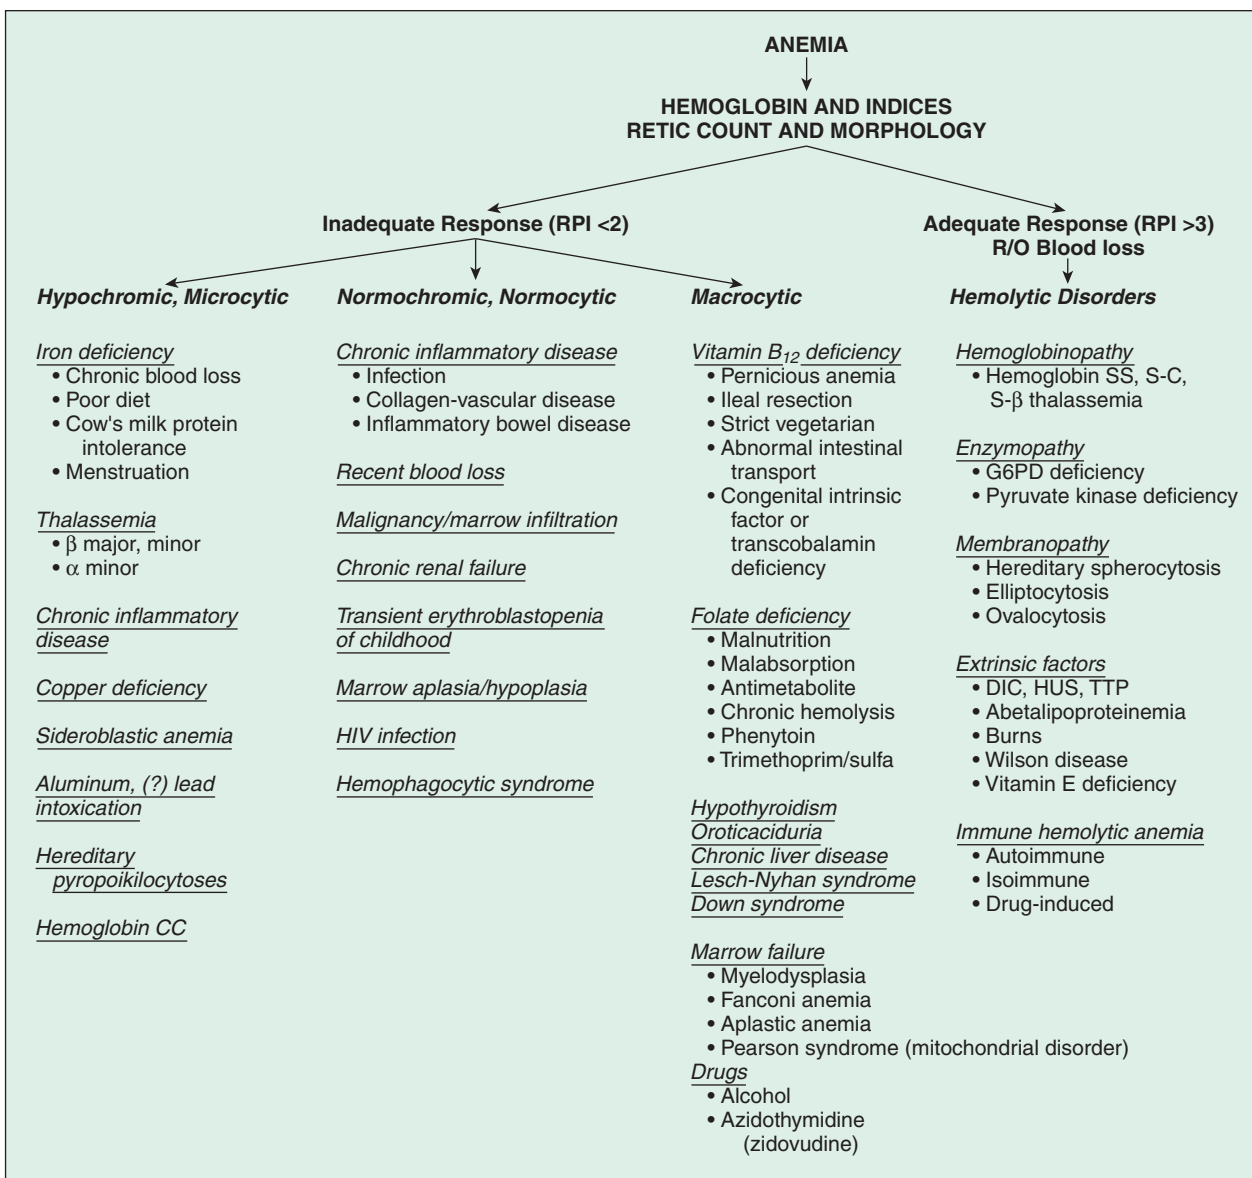 ANEMIA
HEMOGLOBIN AND INDICES
RETIC COUNT AND MORPHOLOGY
Inadequate Response (RPI <2)
Adequate Response (RPI >3)
R/O Blood loss
Hypochromic, Microcytic
Iron deficiency
• Chronic blood loss
• Poor diet
• Cow's milk protein
intolerance
• Menstruation
Thalassemia
• β major, minor
• α minor
Chronic inflammatory
disease
Copper deficiency
Sideroblastic anemia
Aluminum, (?) lead
intoxication
Hereditary
pyropoikilocytoses
Hemoglobin CC
Normochromic, Normocytic
Chronic inflammatory disease
• Infection
• Collagen-vascular disease
• Inflammatory bowel disease
Recent blood loss
Malignancy/marrow infiltration
Chronic renal failure
Transient erythroblastopenia
of childhood
Marrow aplasia/hypoplasia
HIV infection
Hemophagocytic syndrome
Macrocytic
Vitamin B12 deficiency
• Pernicious anemia
• Ileal resection
• Strict vegetarian
• Abnormal intestinal
transport
• Congenital intrinsic
factor or
transcobalamin
deficiency
Folate deficiency
• Malnutrition
• Malabsorption
• Antimetabolite
• Chronic hemolysis
• Phenytoin
• Trimethoprim/sulfa
Hypothyroidism
Oroticaciduria
Chronic liver disease
Lesch-Nyhan syndrome
Down syndrome
Marrow failure
• Myelodysplasia
• Fanconi anemia
• Aplastic anemia
• Pearson syndrome (mitochondrial disorder)
Drugs
• Alcohol
• Azidothymidine
(zidovudine)
Hemolytic Disorders
Hemoglobinopathy
• Hemoglobin SS, S-C,
S-β thalassemia
Enzymopathy
• G6PD deficiency
• Pyruvate kinase deficiency
Membranopathy
• Hereditary spherocytosis
• Elliptocytosis
• Ovalocytosis
Extrinsic factors
• DIC, HUS, TTP
• Abetalipoproteinemia
• Burns
• Wilson disease
• Vitamin E deficiency
Immune hemolytic anemia
• Autoimmune
• Isoimmune
• Drug-induced